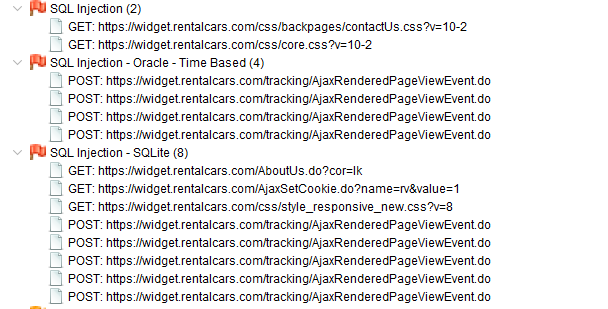 SQL Injection (2)
GET: https://widget.rentalcars.com/css/backpages/contactUs.css?v=10-2
GET: https://widget.rentalcars.com/css/core.css?v=10-2
SQL Injection - Oracle - Time Based (4)
POST: https://widget.rentalcars.com/tracking/AjaxRenderedPageViewEvent.do
POST: https://widget.rentalcars.com/tracking/AjaxRenderedPageViewEvent.do
POST: https://widget.rentalcars.com/tracking/AjaxRenderedPageViewEvent.do
POST: https://widget.rentalcars.com/tracking/AjaxRenderedPageViewEvent.do
SQL Injection - SQLite (8)
GET: https://widget.rentalcars.com/AboutUs.do?cor=lk
GET: https://widget.rentalcars.com/AjaxSetCookie.do?name=rv&value=1
GET: https://widget.rentalcars.com/css/style_responsive_new.css?v=8
POST: https://widget.rentalcars.com/tracking/AjaxRenderedPageViewEvent.do
POST: https://widget.rentalcars.com/tracking/AjaxRenderedPageViewEvent.do
POST: https://widget.rentalcars.com/tracking/AjaxRenderedPageViewEvent.do
POST: https://widget.rentalcars.com/tracking/AjaxRenderedPageViewEvent.do
POST: https://widget.rentalcars.com/tracking/AjaxRenderedPageViewEvent.do